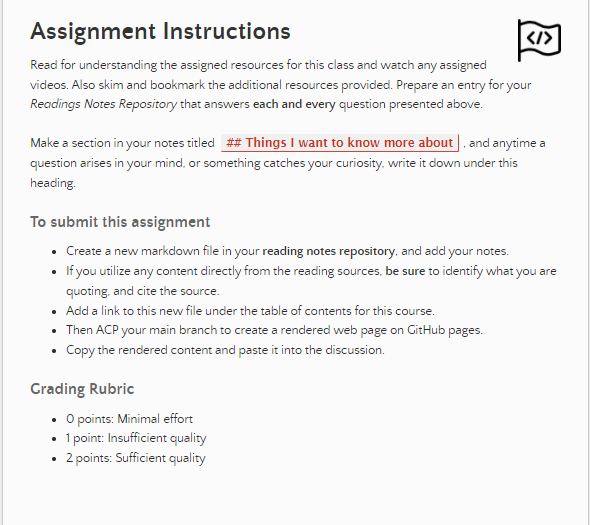 Assignment Instructions
</>
Read for understanding the assigned resources for this class and watch any assigned
videos. Also skim and bookmark the additional resources provided. Prepare an entry for your
Readings Notes Repository that answers each and every question presented above.
Make a section in your notes titled ## Things I want to know more about , and anytime a
question arises in your mind, or something catches your curiosity, write it down under this
heading.
To submit this assignment
• Create a new markdown file in your reading notes repository, and add your notes.
• If you utilize any content directly from the reading sources, be sure to identify what you are
quoting, and cite the source.
• Add a link to this new file under the table of contents for this course.
• Then ACP your main branch to create a rendered web page on GitHub pages.
• Copy the rendered content and paste it into the discussion.
Grading Rubric
• 0 points: Minimal effort
• 1 point: Insufficient quality
• 2 points: Sufficient quality